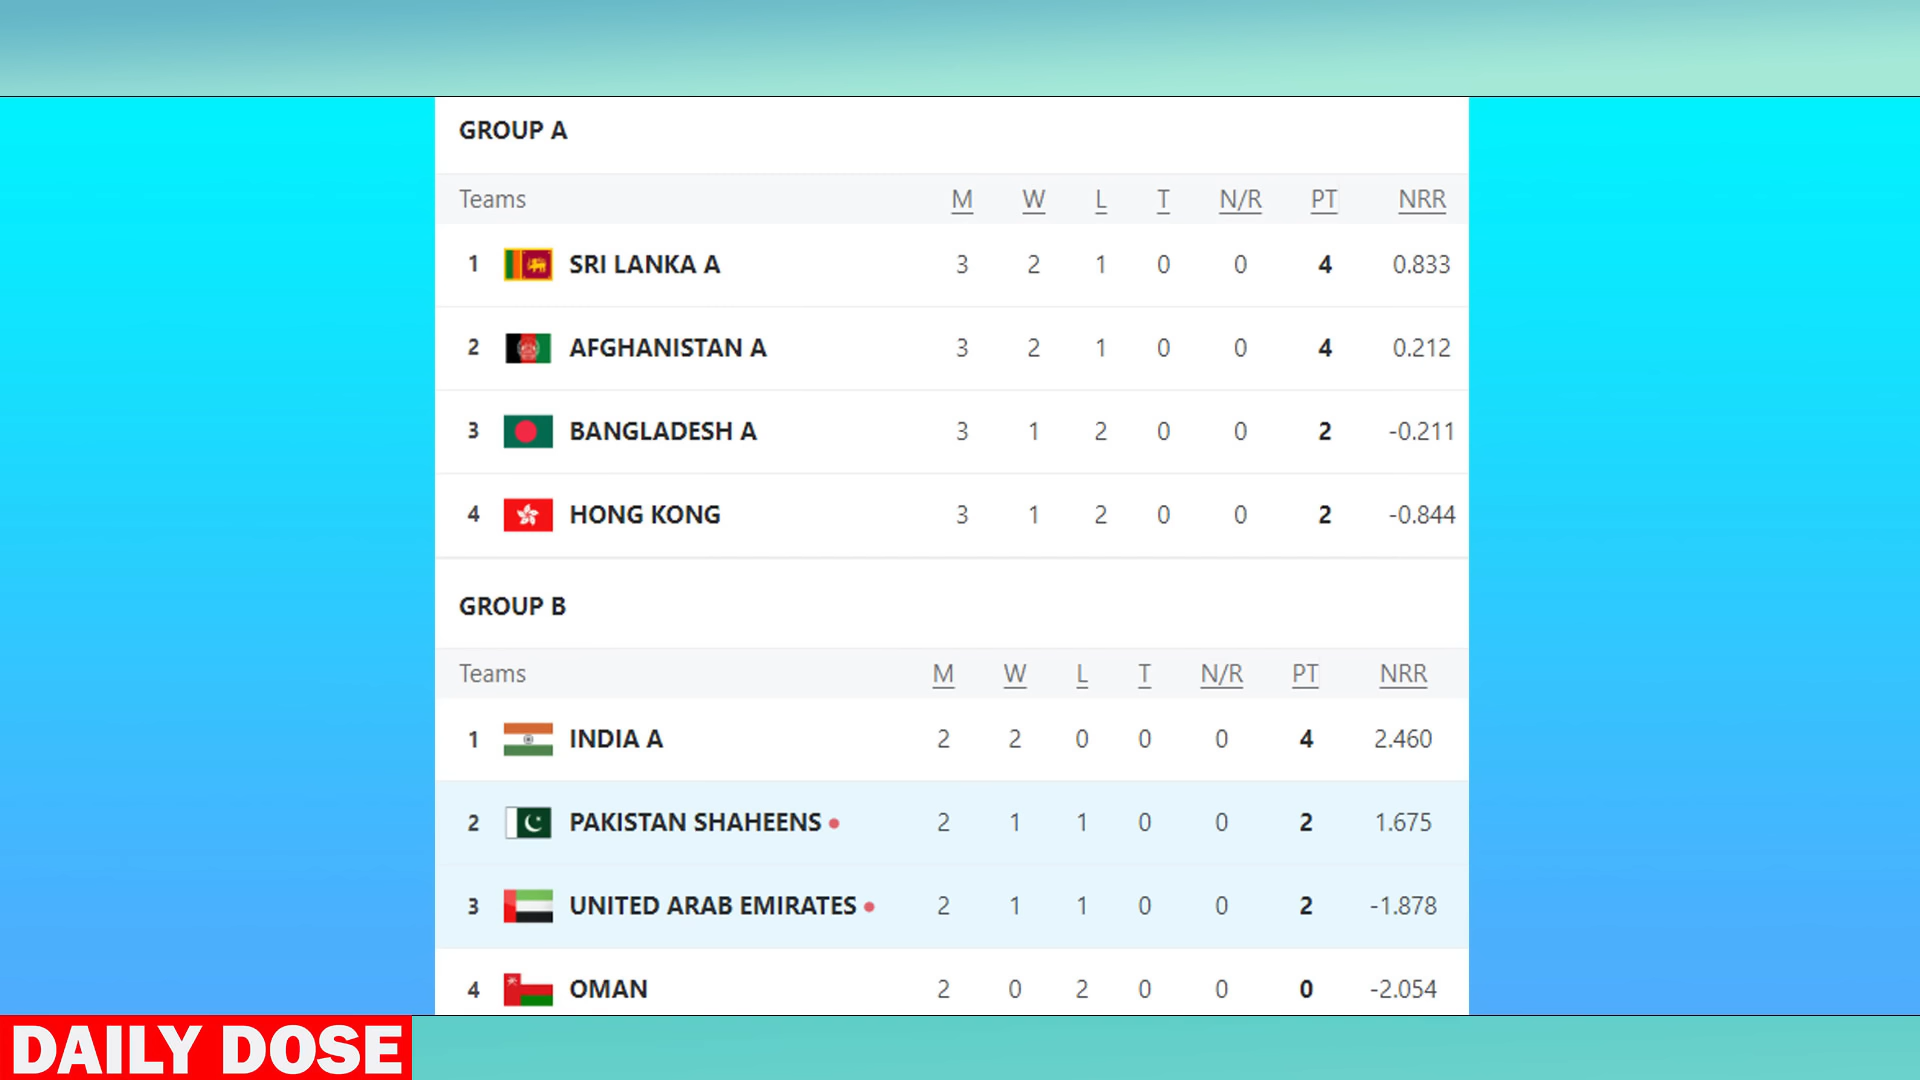 GROUP A
Teams M W L T N/R PT NRR
1 SRI LANKA A 3 2 1 0 0 4 0.833
2 AFGHANISTAN A 3 2 1 0 0 4 0.212
3 BANGLADESH A 3 1 2 0 0 2 -0.211
4 HONG KONG 3 1 2 0 0 2 -0.844
GROUP B
Teams M W L T N/R PT NRR
1 INDIA A 2 2 0 0 0 4 2.460
2 PAKISTAN SHAHEENS 2 1 1 0 0 2 1.675
3 UNITED ARAB EMIRATES 2 1 1 0 0 2 -1.878
4 OMAN 2 0 2 0 0 0 -2.054
DAILY DOSE